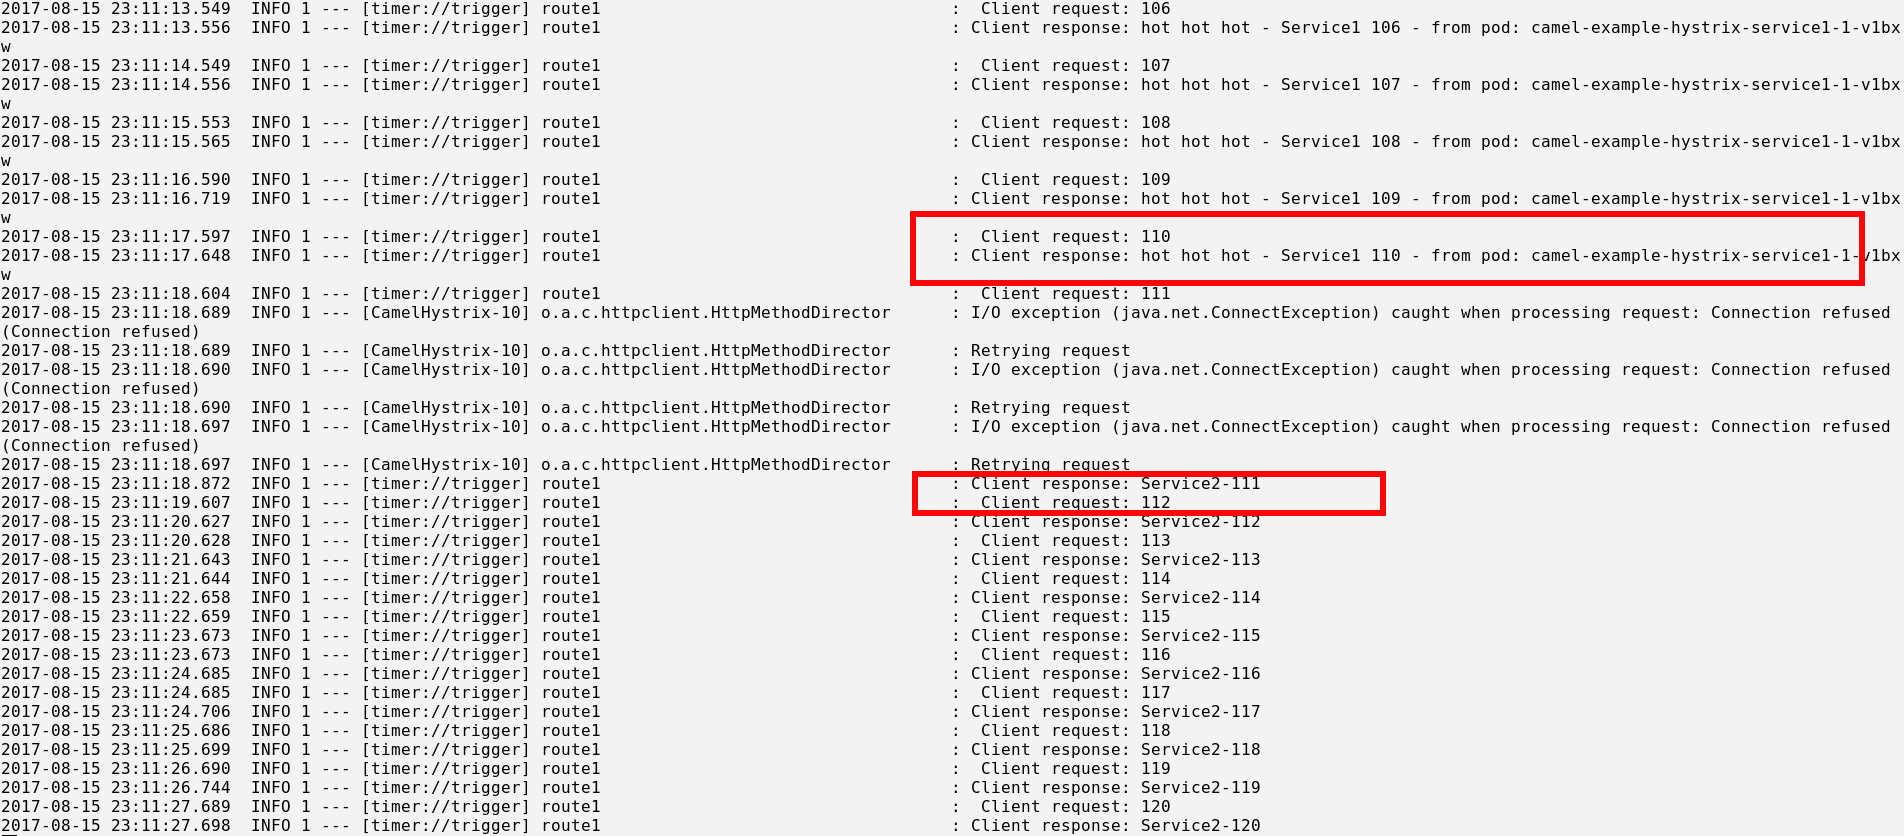 2017-08-15 23:11:13.549  INFO 1 --- [timer://trigger] route1                                   :  Client request: 106
2017-08-15 23:11:13.556  INFO 1 --- [timer://trigger] route1                                   : Client response: hot hot hot - Service1 106 - from pod: camel-example-hystrix-service1-1-v1bx
w
2017-08-15 23:11:14.549  INFO 1 --- [timer://trigger] route1                                   :  Client request: 107
2017-08-15 23:11:14.556  INFO 1 --- [timer://trigger] route1                                   : Client response: hot hot hot - Service1 107 - from pod: camel-example-hystrix-service1-1-v1bx
w
2017-08-15 23:11:15.553  INFO 1 --- [timer://trigger] route1                                   :  Client request: 108
2017-08-15 23:11:15.565  INFO 1 --- [timer://trigger] route1                                   : Client response: hot hot hot - Service1 108 - from pod: camel-example-hystrix-service1-1-v1bx
w
2017-08-15 23:11:16.590  INFO 1 --- [timer://trigger] route1                                   :  Client request: 109
2017-08-15 23:11:16.719  INFO 1 --- [timer://trigger] route1                                   : Client response: hot hot hot - Service1 109 - from pod: camel-example-hystrix-service1-1-v1bx
w
2017-08-15 23:11:17.597  INFO 1 --- [timer://trigger] route1                                   :  Client request: 110
2017-08-15 23:11:17.648  INFO 1 --- [timer://trigger] route1                                   : Client response: hot hot hot - Service1 110 - from pod: camel-example-hystrix-service1-1-v1bx
w
2017-08-15 23:11:18.604  INFO 1 --- [timer://trigger] route1                                   :  Client request: 111
2017-08-15 23:11:18.689  INFO 1 --- [CamelHystrix-10] o.a.c.httpclient.HttpMethodDirector      : I/O exception (java.net.ConnectException) caught when processing request: Connection refused
(Connection refused)
2017-08-15 23:11:18.689  INFO 1 --- [CamelHystrix-10] o.a.c.httpclient.HttpMethodDirector      : Retrying request
2017-08-15 23:11:18.690  INFO 1 --- [CamelHystrix-10] o.a.c.httpclient.HttpMethodDirector      : I/O exception (java.net.ConnectException) caught when processing request: Connection refused
(Connection refused)
2017-08-15 23:11:18.690  INFO 1 --- [CamelHystrix-10] o.a.c.httpclient.HttpMethodDirector      : Retrying request
2017-08-15 23:11:18.697  INFO 1 --- [CamelHystrix-10] o.a.c.httpclient.HttpMethodDirector      : I/O exception (java.net.ConnectException) caught when processing request: Connection refused
(Connection refused)
2017-08-15 23:11:18.697  INFO 1 --- [CamelHystrix-10] o.a.c.httpclient.HttpMethodDirector      : Retrying request
2017-08-15 23:11:18.872  INFO 1 --- [timer://trigger] route1                                   : Client response: Service2-111
2017-08-15 23:11:19.607  INFO 1 --- [timer://trigger] route1                                   :  Client request: 112
2017-08-15 23:11:20.627  INFO 1 --- [timer://trigger] route1                                   : Client response: Service2-112
2017-08-15 23:11:20.628  INFO 1 --- [timer://trigger] route1                                   :  Client request: 113
2017-08-15 23:11:21.643  INFO 1 --- [timer://trigger] route1                                   : Client response: Service2-113
2017-08-15 23:11:21.644  INFO 1 --- [timer://trigger] route1                                   :  Client request: 114
2017-08-15 23:11:22.658  INFO 1 --- [timer://trigger] route1                                   : Client response: Service2-114
2017-08-15 23:11:22.659  INFO 1 --- [timer://trigger] route1                                   :  Client request: 115
2017-08-15 23:11:23.673  INFO 1 --- [timer://trigger] route1                                   : Client response: Service2-115
2017-08-15 23:11:23.673  INFO 1 --- [timer://trigger] route1                                   :  Client request: 116
2017-08-15 23:11:24.685  INFO 1 --- [timer://trigger] route1                                   : Client response: Service2-116
2017-08-15 23:11:24.685  INFO 1 --- [timer://trigger] route1                                   :  Client request: 117
2017-08-15 23:11:24.706  INFO 1 --- [timer://trigger] route1                                   : Client response: Service2-117
2017-08-15 23:11:25.686  INFO 1 --- [timer://trigger] route1                                   :  Client request: 118
2017-08-15 23:11:25.699  INFO 1 --- [timer://trigger] route1                                   : Client response: Service2-118
2017-08-15 23:11:26.690  INFO 1 --- [timer://trigger] route1                                   :  Client request: 119
2017-08-15 23:11:26.744  INFO 1 --- [timer://trigger] route1                                   : Client response: Service2-119
2017-08-15 23:11:27.689  INFO 1 --- [timer://trigger] route1                                   :  Client request: 120
2017-08-15 23:11:27.698  INFO 1 --- [timer://trigger] route1                                   : Client response: Service2-120